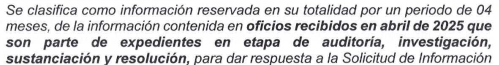 Se clasifica como información reservada en su totalidad por un periodo de 04
meses, de la información contenida en oficios recibidos en abril de 2025 que
son parte de expedientes en etapa de auditoría, investigación,
sustanciación y resolución, para dar respuesta a la Solicitud de Información